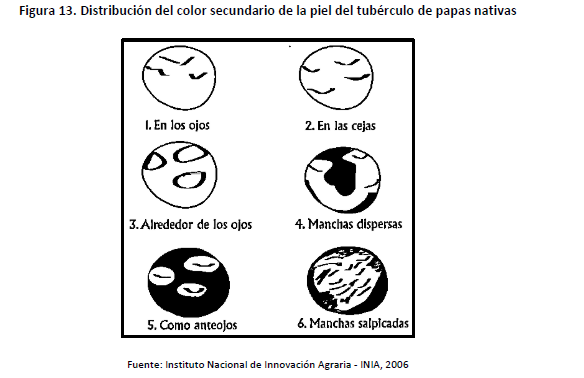 Figura 13. Distribución del color secundario de la piel del tubérculo de papas nativas
1. En los ojos
2. En las cejas
3. Alrededor de los ojos
4. Manchas dispersas
5. Como anteojos
6. Manchas salpicadas
Fuente: Instituto Nacional de Innovación Agraria - INIA, 2006